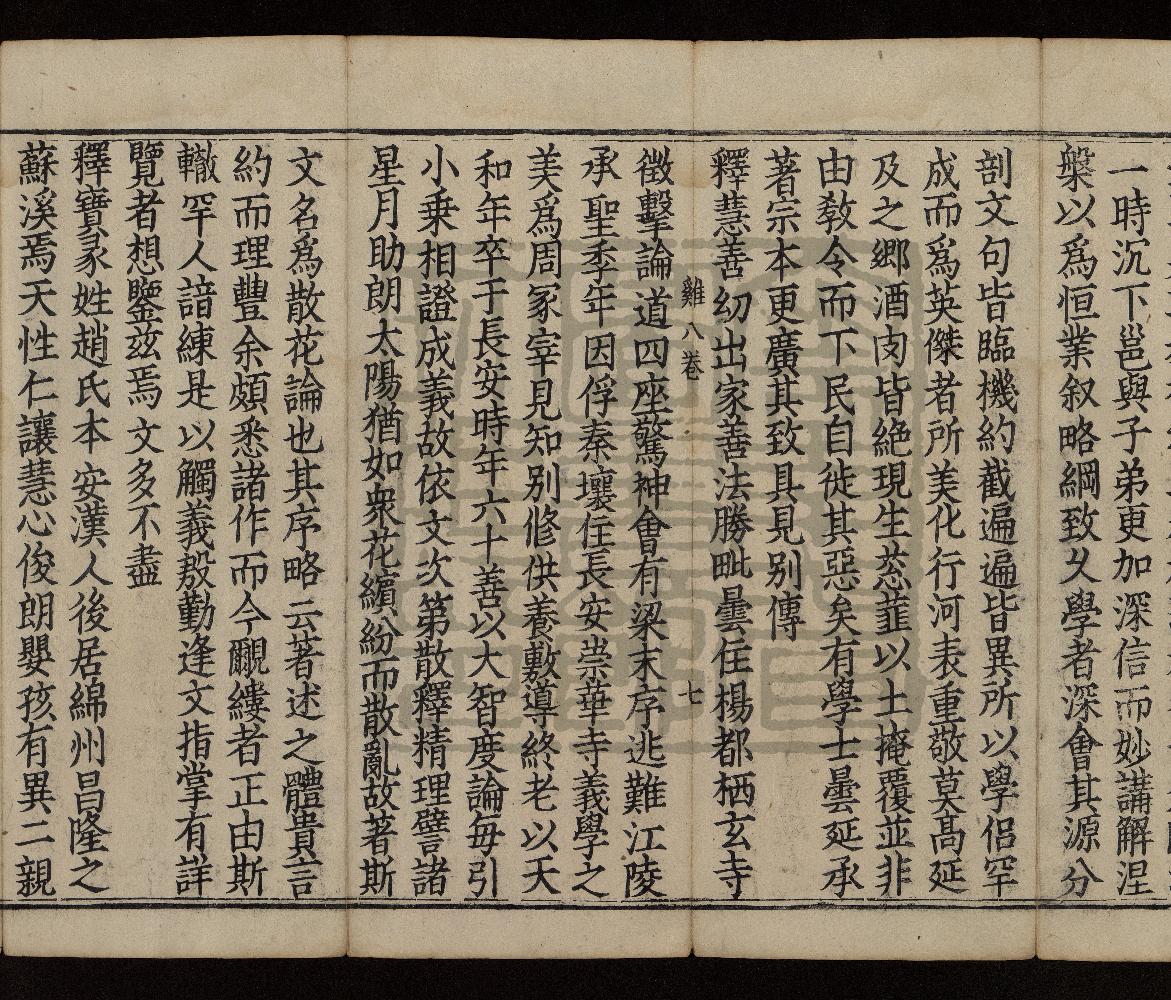 一時沉下邕與子弟更加深信而妙講解涅
槃以爲恒業叙略綱致久學者深會其源分
剖文句皆臨機約截遍遍皆異所以學侶罕
成而爲英傑者所美化行河表重敬莫髙延
及之郷酒肉皆絶現生葱韮以土掩覆並非
由敎令而下民自徙其惡矣有學士曇延承
著宗本更廣其致具見别傳
釋慧善㓜出家善法勝毗曇住楊都栖玄寺
雞八卷 七
徵擊論道四座驚神會有梁末序逃難江陵
承聖季年因俘秦壤住長安崇華寺義學之
美爲周冢宰見知别修供養敷導終老以天
和年卒于長安時年六十善以大智度論每引
小乗相證成義故依文次第散釋精理譬諸
星月助朗太陽猶如衆花繽紛而散亂故著斯
文名爲散花論也其序略云著述之體貴言
約而理豐余頗悉諸作而今覼縷者正由斯
轍罕人諳練是以觸義殷勤逢文指掌有詳
覽者想鑒茲焉文多不盡
釋寶彖姓趙氏本安漢人後居綿州昌隆之
蘇溪焉天性仁讓慧心俊朗嬰孩有異二親